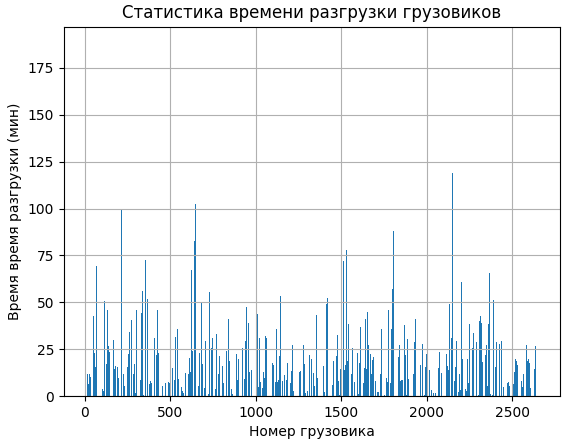 Статистика времени разгрузки грузовиков
Время время разгрузки (мин)
175
150
125
100
75
50
25
0
0 500 1000 1500 2000 2500
Номер грузовика